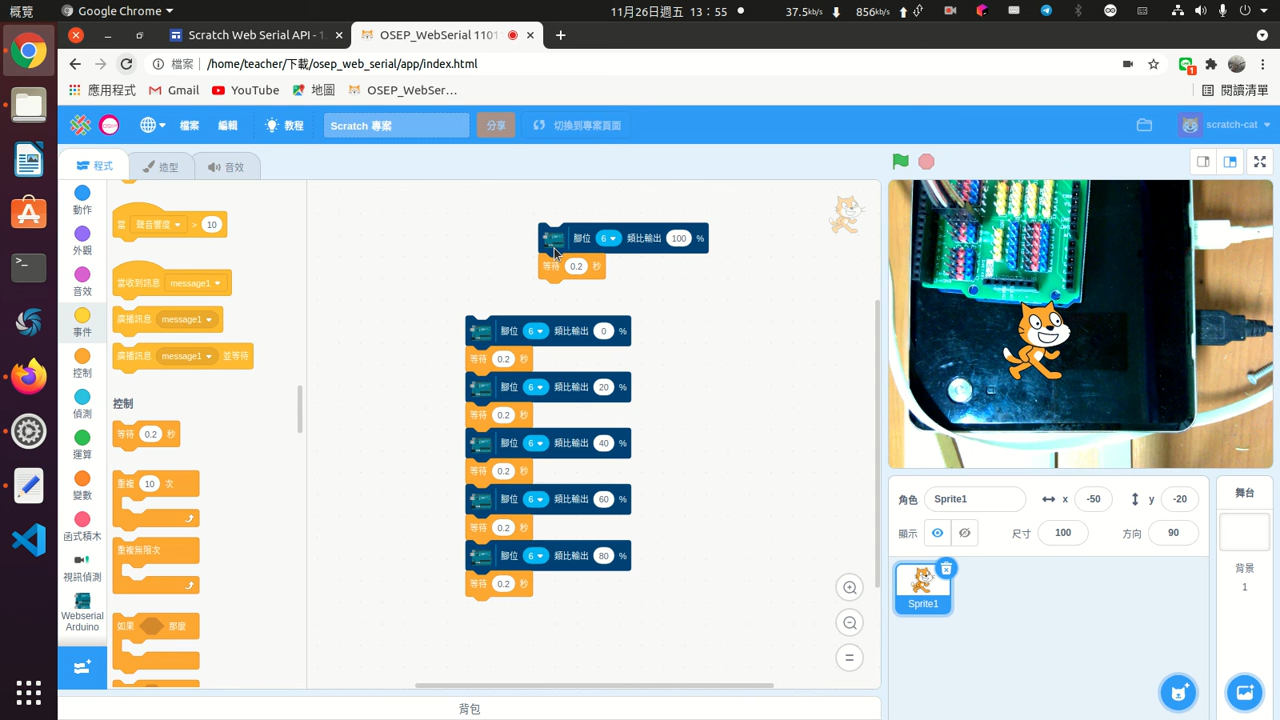 概覽
Google Chrome
11月26日週二 13：55
37.5kb/s
856kb/s
Scratch Web Serial API - 1
OSEP_WebSerial 1101
檔案
/home/teacher/下載/osep_web_serial/app/index.html
應用程式
Gmail
YouTube
地圖
OSEP_WebSer…
閱讀清單
檔案
編輯
教程
Scratch 專案
分享
切換到專案頁面
scratch-cat
程式
造型
音效
動作
外觀
音效
事件
控制
偵測
運算
變數
函式積木
視訊偵測
Webserial
Arduino
當 聲音響度 > 10
當收到訊息 message1
廣播訊息 message1
廣播訊息 message1 並等待
控制
等待 0.2 秒
重複 10 次
重複無限次
如果 那麼
腳位 6 類比輸出 100 %
等待 0.2 秒
腳位 6 類比輸出 0 %
等待 0.2 秒
腳位 6 類比輸出 20 %
等待 0.2 秒
腳位 6 類比輸出 40 %
等待 0.2 秒
腳位 6 類比輸出 60 %
等待 0.2 秒
腳位 6 類比輸出 80 %
等待 0.2 秒
背包
角色 Sprite1 x -50 y -20
顯示 尺寸 100 方向 90
Sprite1
舞台
背景
1